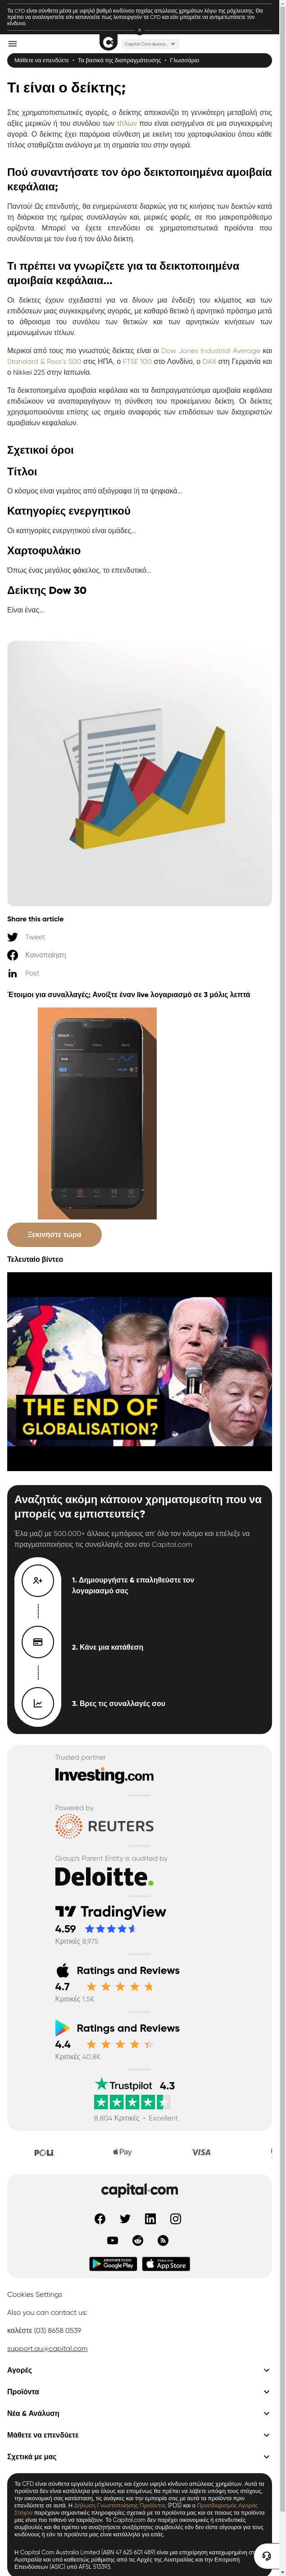 Τα CFD είναι σύνθετα μέσα με υψηλό βαθμό κινδύνου ταχείας απώλειας χρημάτων λόγω της μόχλευσης. Θα
πρέπει να αναλογιστείτε εάν κατανοείτε πως λειτουργούν τα CFD και εάν μπορείτε να αντιμετωπίσετε τον
κίνδυνο.
Capital Com Austra...
Μάθετε να επενδύετε • Τα βασικά της διαπραγμάτευσης • Γλωσσάριο
Τι είναι ο δείκτης;
Στις χρηματοπιστωτικές αγορές, ο δείκτης απεικονίζει τη γενικότερη μεταβολή στις
αξίες μερικών ή του συνόλου των τίτλων που είναι εισηγμένοι σε μια συγκεκριμένη
αγορά. Ο δείκτης έχει παρόμοια σύνθεση με εκείνη του χαρτοφυλακίου όπου κάθε
τίτλος σταθμίζεται ανάλογα με τη σημασία του στην αγορά.
Πού συναντήσατε τον όρο δεικτοποιημένα αμοιβαία
κεφάλαια;
Παντού! Ως επενδυτής, θα ενημερώνεστε διαρκώς για τις κινήσεις των δεικτών κατά
τη διάρκεια της ημέρας συναλλαγών και, μερικές φορές, σε πιο μακροπρόθεσμο
ορίζοντα. Μπορεί να έχετε επενδύσει σε χρηματοπιστωτικά προϊόντα που
συνδέονται με τον ένα ή τον άλλο δείκτη.
Τι πρέπει να γνωρίζετε για τα δεικτοποιημένα
αμοιβαία κεφάλαια...
Οι δείκτες έχουν σχεδιαστεί για να δίνουν μια ένδειξη του κλίματος και των
επιδόσεων μιας συγκεκριμένης αγοράς, με καθαρό θετικό ή αρνητικό πρόσημο μετά
το άθροισμα του συνόλου των θετικών και των αρνητικών κινήσεων των
μεμονωμένων τίτλων.
Μερικοί από τους πιο γνωστούς δείκτες είναι οι Dow Jones Industrial Average και
Standard & Poor's 500 στις ΗΠΑ, ο FTSE 100 στο Λονδίνο, ο DAX στη Γερμανία και
ο Nikkei 225 στην Ιαπωνία.
Τα δεικτοποιημένα αμοιβαία κεφάλαια και τα διαπραγματεύσιμα αμοιβαία κεφάλαια
επιδιώκουν να αναπαραγάγουν τη σύνθεση του προκείμενου δείκτη. Οι δείκτες
χρησιμοποιούνται επίσης ως σημείο αναφοράς των επιδόσεων των διαχειριστών
αμοιβαίων κεφαλαίων.
Σχετικοί όροι
Τίτλοι
Ο κόσμος είναι γεμάτος από αξιόγραφα (ή τα ψηφιακά...
Κατηγορίες ενεργητικού
Οι κατηγορίες ενεργητικού είναι ομάδες...
Χαρτοφυλάκιο
Όπως ένας μεγάλος φάκελος, το επενδυτικό...
Δείκτης Dow 30
Είναι ένας...
Share this article
Tweet
Κοινοποίηση
Post
Έτοιμοι για συναλλαγές; Ανοίξτε έναν live λογαριασμό σε 3 μόλις λεπτά
Ξεκινήστε τώρα
Τελευταίο βίντεο
THE END OF
GLOBALISATION?
Αναζητάς ακόμη κάποιον χρηματομεσίτη που να
μπορείς να εμπιστευτείς?
Έλα μαζί με 500.000+ άλλους έμπόρους απ' όλο τον κόσμο και επέλεξε να
πραγματοποιήσεις τις συναλλαγές σου στο Capital.com
1. Δημιουργήστε & επαληθεύστε τον
λογαριασμό σας
2. Κάνε μια κατάθεση
3. Βρες τις συναλλαγές σου
Trusted partner
Investing.com
Powered by
REUTERS
Group's Parent Entity is audited by
Deloitte.
TradingView
4.59
Κριτικές 8,975
Ratings and Reviews
4.7
Κριτικές 1,5K
Ratings and Reviews
4.4
Κριτικές 40,8K
Trustpilot 4.3
8,804 Κριτικές • Excellent
POLi
Pay
VISA
capital.com
Google Play
App Store
Cookies Settings
Also you can contact us:
καλέστε (03) 8658 0539
support.au@capital.com
Αγορές
Προϊόντα
Νέα & Ανάλυση
Μάθετε να επενδύετε
Σχετικά με μας
Τα CFD είναι σύνθετα εργαλεία μόχλευσης και έχουν υψηλό κίνδυνο απώλειας χρημάτων. Αυτά τα
προϊόντα δεν είναι κατάλληλα για όλους και επομένως θα πρέπει να λάβετε υπόψη τους στόχους,
την οικονομική σας κατάσταση, τις ανάγκες και την εμπειρία σας με αυτά τα προϊόντα πριν
επενδύσετε σε αυτά. Η Δήλωση Γνωστοποίησης Προϊόντος (PDS) και ο Προσδιορισμός Αγοράς
Στόχου παρέχουν σημαντικές πληροφορίες σχετικά με τα προϊόντα μας και σε ποιους τα προϊόντα
μας είναι πιο πιθανό να ταιριάζουν. Το Capital.com δεν παρέχει οικονομικές ή επενδυτικές
συμβουλές και θα πρέπει να αναζητήσετε ανεξάρτητες συμβουλές εάν δεν είστε σίγουροι για τους
κινδύνους ή εάν τα προϊόντα μας είναι κατάλληλα για εσάς.
Η Capital Com Australia Limited (ABN 47 625 601 489) είναι μια επιχείρηση καταχωρημένη στην
Αυστραλία και υπό καθεστώς ρύθμισης από τις Αρχές της Αυστραλίας και την Επιτροπή
Επενδύσεων (ASIC) υπό AFSL 513393.